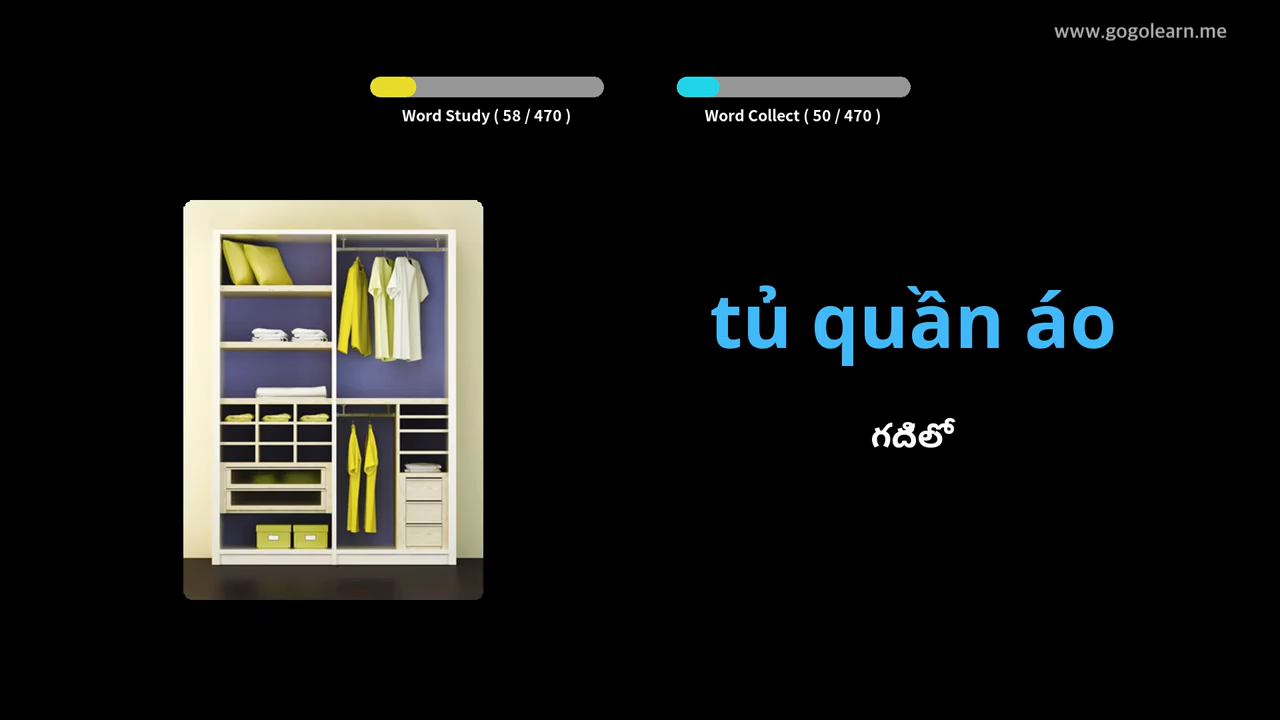 www.gogolearn.me
Word Study ( 58 / 470 )
Word Collect ( 50 / 470 )
tủ quần áo
గదిలో